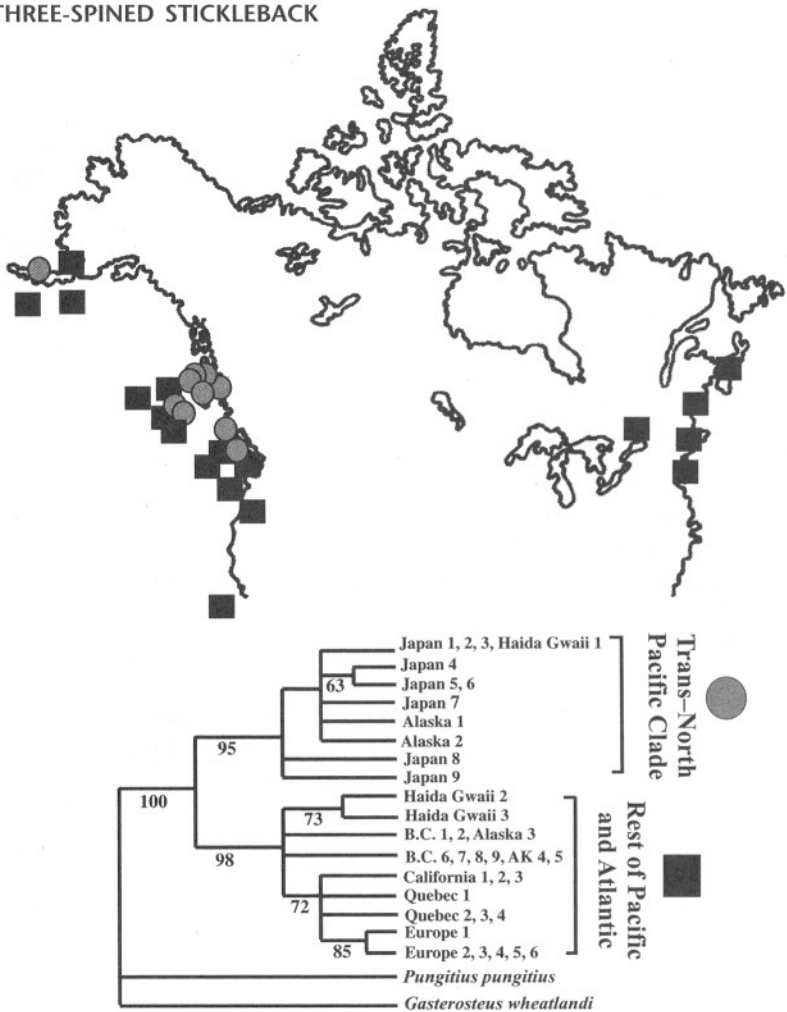 THREE-SPINED STICKLEBACK
Japan 1, 2, 3, Haida Gwaii 1
Japan 4
63
Japan 5, 6
Japan 7
Alaska 1
Alaska 2
95
Japan 8
Japan 9
Trans–North
Pacific Clade
100
Haida Gwaii 2
73
Haida Gwaii 3
B.C. 1, 2, Alaska 3
98
B.C. 6, 7, 8, 9, AK 4, 5
California 1, 2, 3
72
Quebec 1
Quebec 2, 3, 4
Europe 1
85
Europe 2, 3, 4, 5, 6
Rest of Pacific
and Atlantic
Pungitius pungitius
Gasterosteus wheatlandi